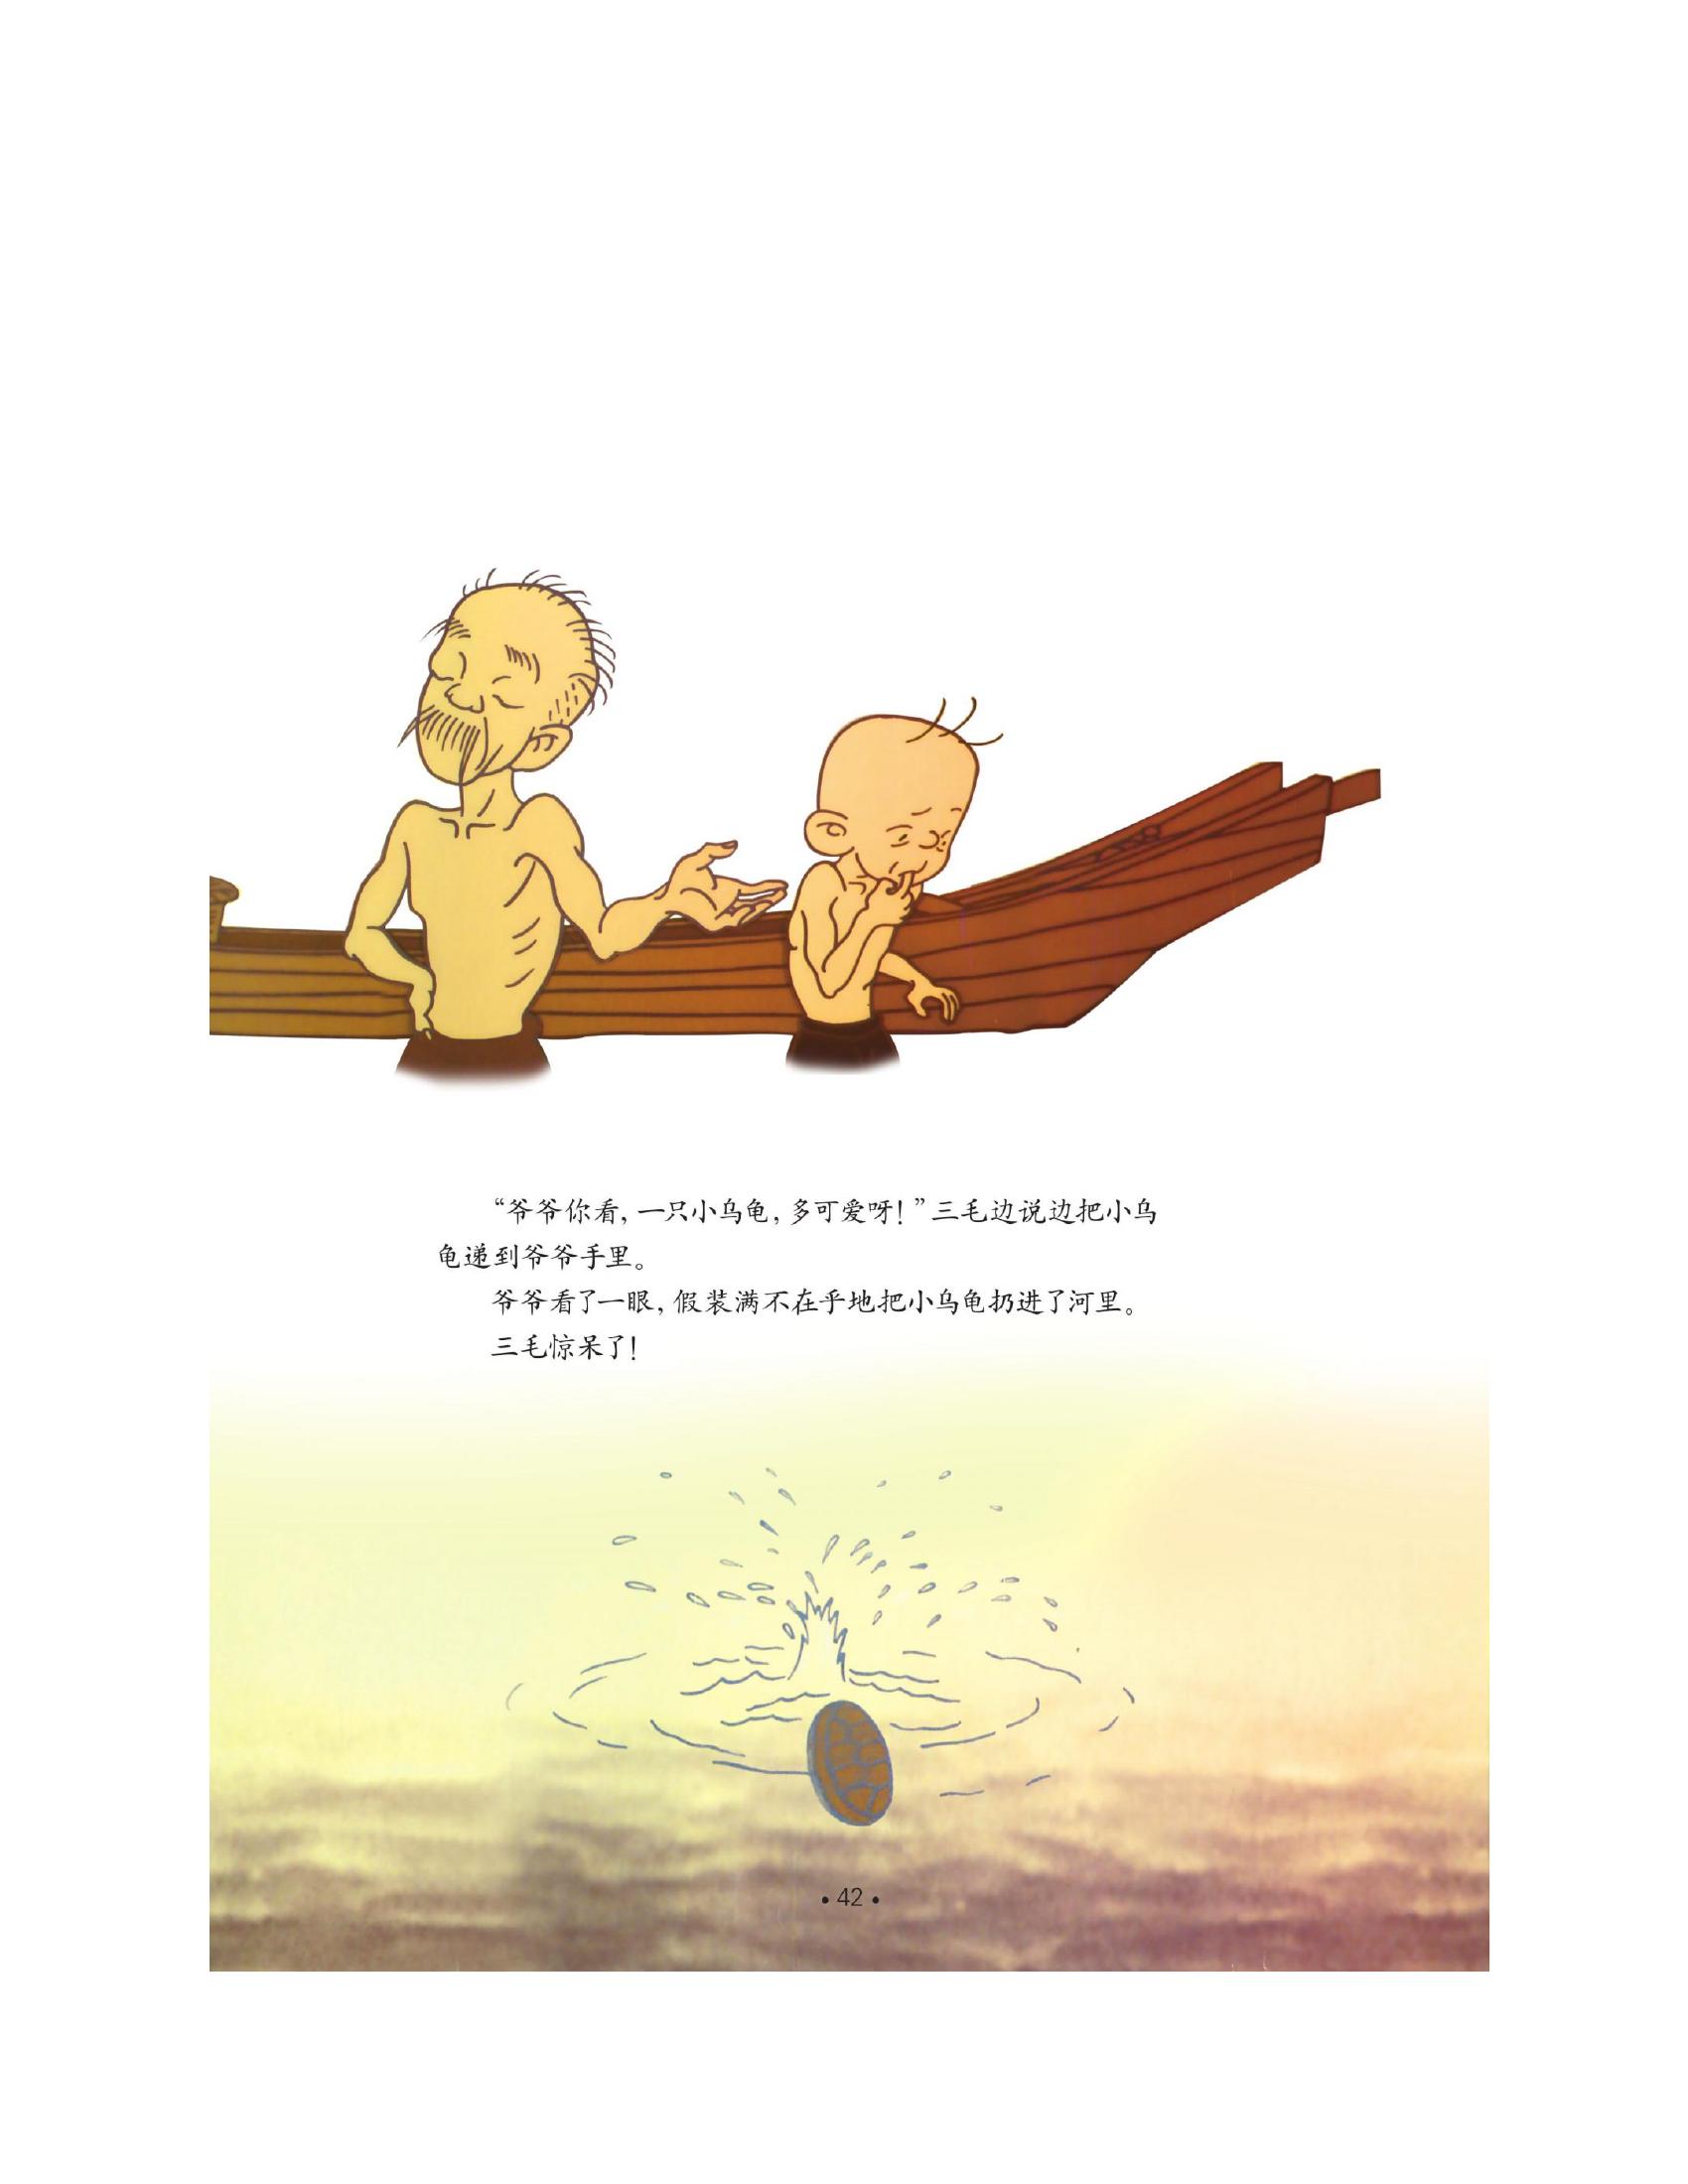 “爷爷你看，一只小乌龟，多可爱呀！”三毛边说边把小乌
龟递到爷爷手里。
爷爷看了一眼，假装满不在乎地把小乌龟扔进了河里。
三毛惊呆了！
• 42 •